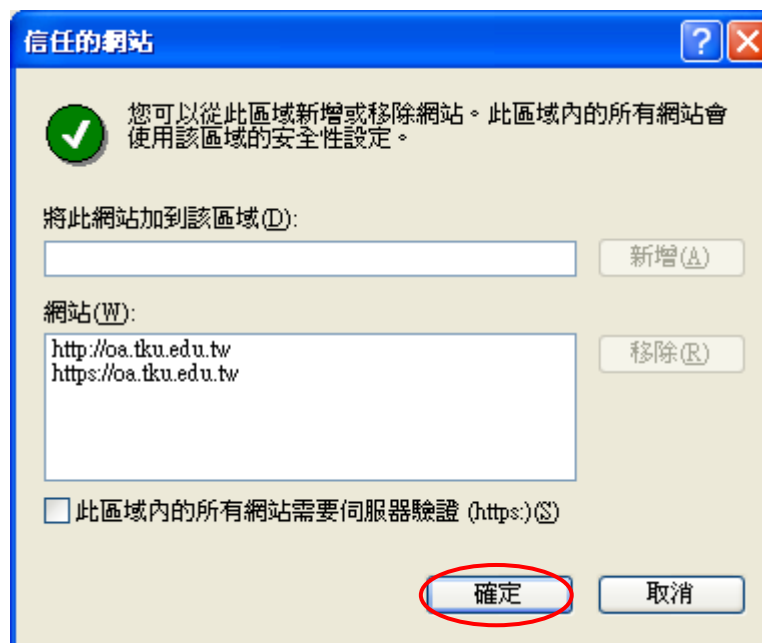 信任的網站
您可以從此區域新增或移除網站。此區域內的所有網站會
使用該區域的安全性設定。
將此網站加到該區域(D):
新增(A)
網站(W):
http://oa.tku.edu.tw
https://oa.tku.edu.tw
移除(R)
此區域內的所有網站需要伺服器驗證 (https:)(S)
確定
取消